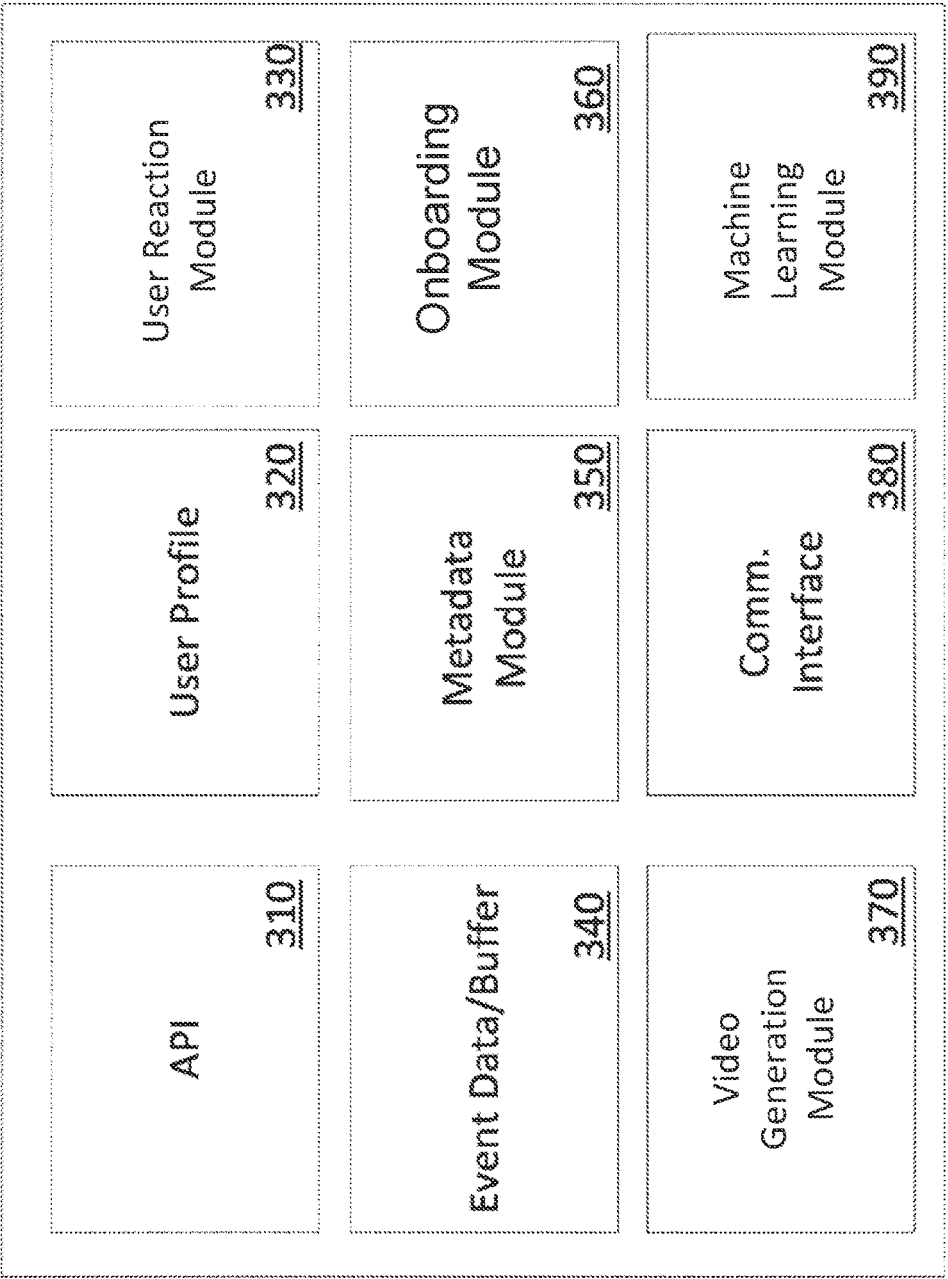 API
310
User Profile
320
User Reaction
Module
330
Event Data/Buffer
340
Metadata
Module
350
Onboarding
Module
360
Video
Generation
Module
370
Comm.
Interface
380
Machine
Learning
Module
390